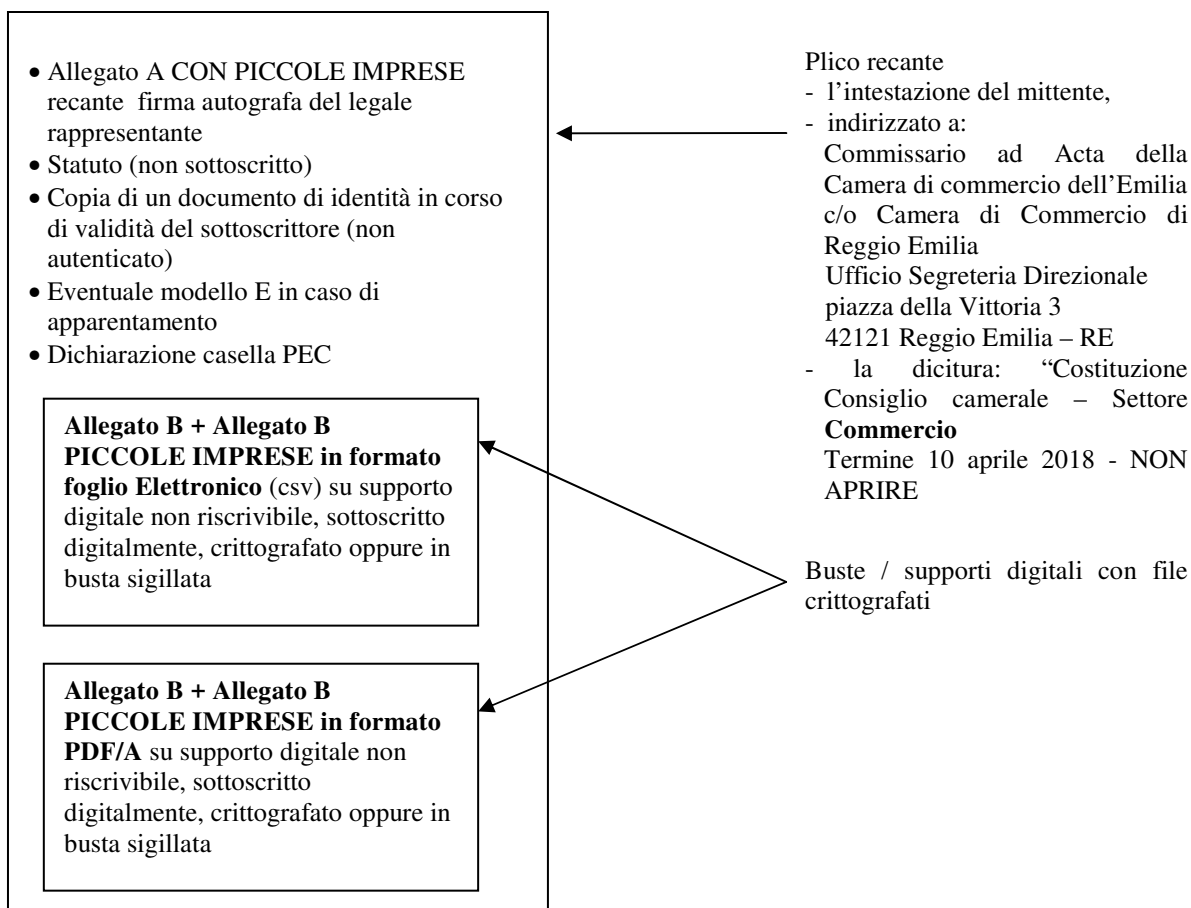 • Allegato A CON PICCOLE IMPRESE
recante firma autografa del legale
rappresentante
• Statuto (non sottoscritto)
• Copia di un documento di identità in corso
di validità del sottoscrittore (non
autenticato)
• Eventuale modello E in caso di
apparentamento
• Dichiarazione casella PEC
Allegato B + Allegato B
PICCOLE IMPRESE in formato
foglio Elettronico (csv) su supporto
digitale non riscrivibile, sottoscritto
digitalmente, crittografato oppure in
busta sigillata
Allegato B + Allegato B
PICCOLE IMPRESE in formato
PDF/A su supporto digitale non
riscrivibile, sottoscritto
digitalmente, crittografato oppure in
busta sigillata
Plico recante
- l’intestazione del mittente,
- indirizzato a:
Commissario ad Acta della
Camera di commercio dell’Emilia
c/o Camera di Commercio di
Reggio Emilia
Ufficio Segreteria Direzionale
piazza della Vittoria 3
42121 Reggio Emilia – RE
- la dicitura: “Costituzione
Consiglio camerale – Settore
Commercio
Termine 10 aprile 2018 - NON
APRIRE
Buste / supporti digitali con file
crittografati